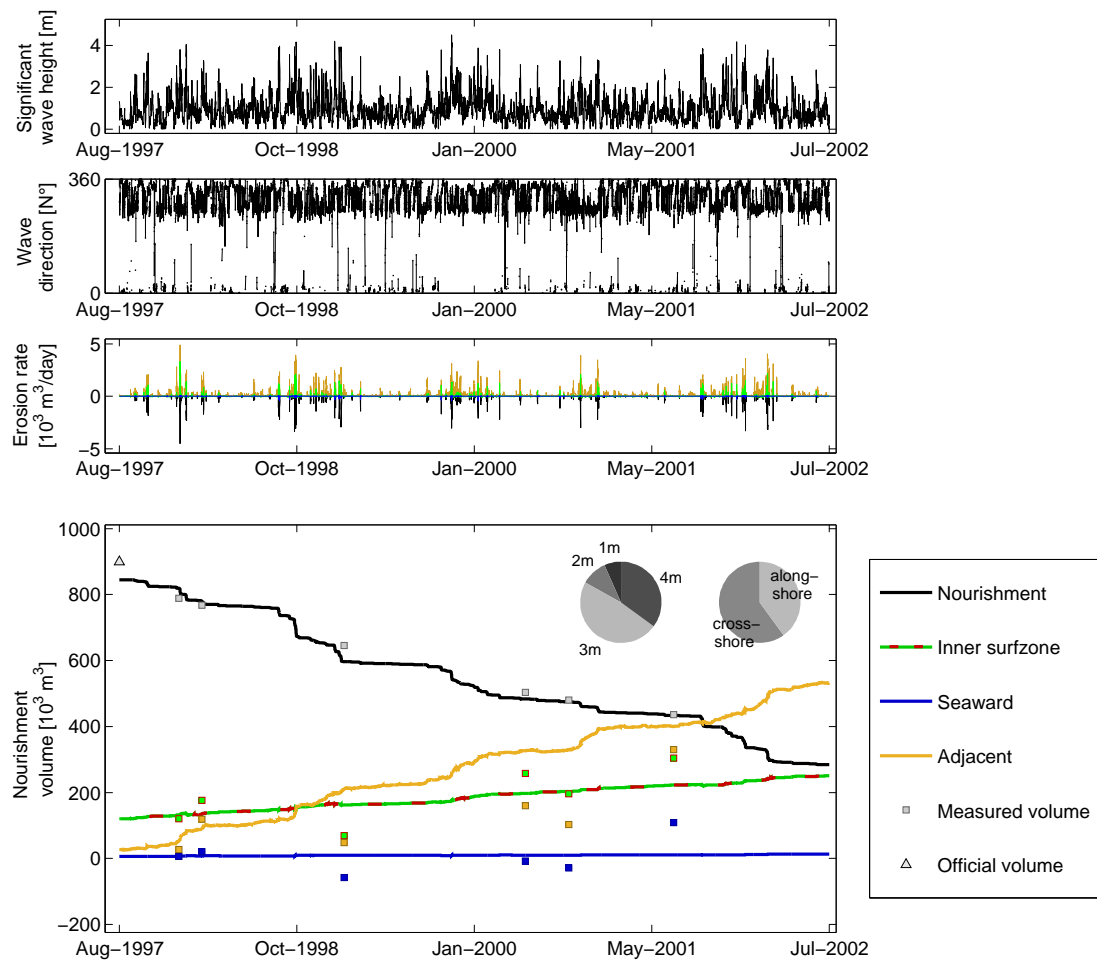 Significant
wave height [m]
4
2
0
Aug−1997
Oct−1998
Jan−2000
May−2001
Jul−2002
Wave
direction [N°]
360
0
Aug−1997
Oct−1998
Jan−2000
May−2001
Jul−2002
Erosion rate
[10³ m³/day]
5
0
−5
Aug−1997
Oct−1998
Jan−2000
May−2001
Jul−2002
Nourishment
volume [10³ m³]
1000
800
600
400
200
0
−200
Aug−1997
Oct−1998
Jan−2000
May−2001
Jul−2002
1m
2m
4m
3m
along−
shore
cross−
shore
Nourishment
Inner surfzone
Seaward
Adjacent
Measured volume
Official volume